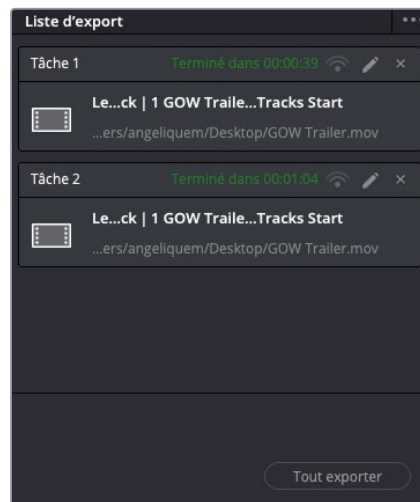 Liste d'export
Tâche 1 Terminé dans 00:00:39
Le...ck | 1 GOW Traile...Tracks Start
...ers/angeliquem/Desktop/GOW Trailer.mov
Tâche 2 Terminé dans 00:01:04
Le...ck | 1 GOW Traile...Tracks Start
...ers/angeliquem/Desktop/GOW Trailer.mov
Tout exporter